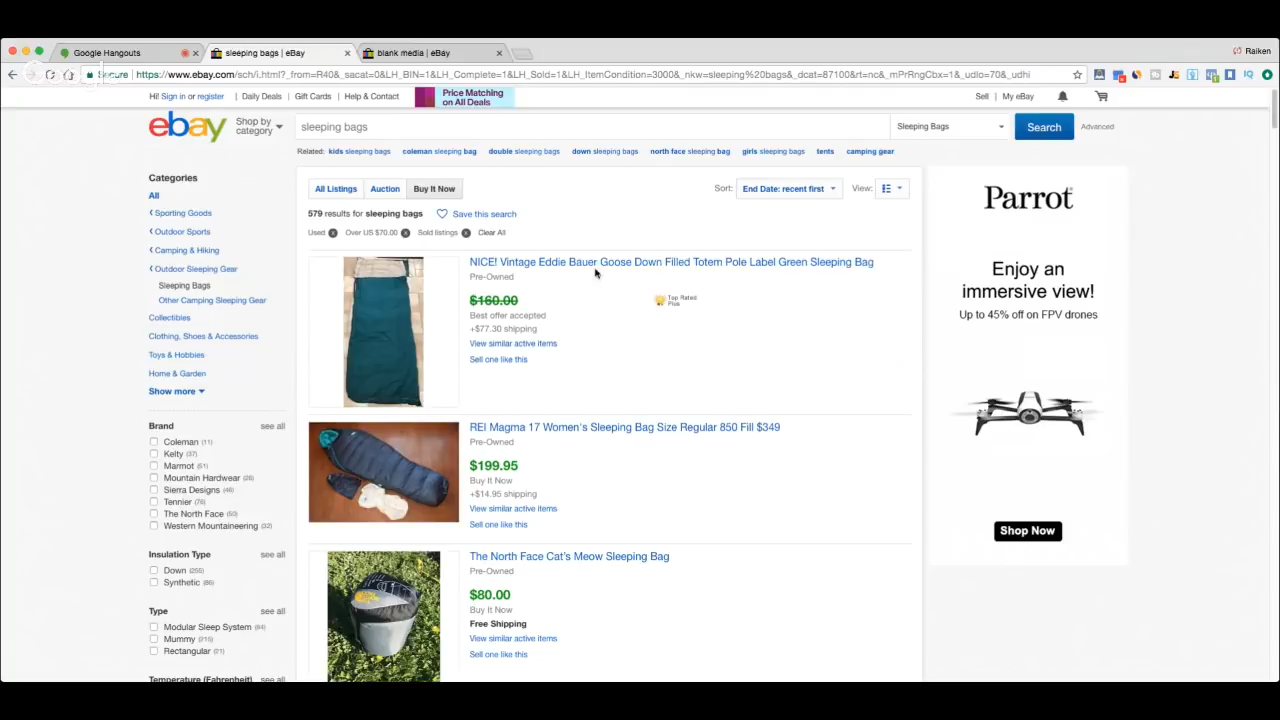 Google Hangouts
sleeping bags | eBay
blank media | eBay
Raiken
Secure
https://www.ebay.com/sch/i.html?_from=R40&_sacat=0&LH_BIN=1&LH_Complete=1&LH_Sold=1&LH_ItemCondition=3000&_nkw=sleeping%20bags&_dcat=87100&rt=nc&_mPrRngCbx=1&_udlo=70&_udhi
Hi! Sign in or register
Daily Deals
Gift Cards
Help & Contact
Price Matching
on All Deals
Sell
My eBay
ebay
Shop by
category
sleeping bags
Sleeping Bags
Search
Advanced
Related: kids sleeping bags coleman sleeping bag double sleeping bags down sleeping bags north face sleeping bag girls sleeping bags tents camping gear
Categories
All
Sporting Goods
Outdoor Sports
Camping & Hiking
Outdoor Sleeping Gear
Sleeping Bags
Other Camping Sleeping Gear
Collectibles
Clothing, Shoes & Accessories
Toys & Hobbies
Home & Garden
Show more
Brand see all
Coleman (11)
Kelty (37)
Marmot (51)
Mountain Hardwear (26)
Sierra Designs (46)
Tennier (76)
The North Face (50)
Western Mountaineering (32)
Insulation Type see all
Down (255)
Synthetic (86)
Type see all
Modular Sleep System (64)
Mummy (215)
Rectangular (21)
Temperature (Fahrenheit) see all
All Listings
Auction
Buy It Now
Sort: End Date: recent first
View:
579 results for sleeping bags
Save this search
Used Over US $70.00 Sold listings Clear All
NICE! Vintage Eddie Bauer Goose Down Filled Totem Pole Label Green Sleeping Bag
Pre-Owned
$160.00
Best offer accepted
+$77.30 shipping
View similar active items
Sell one like this
Top Rated
Plus
REI Magma 17 Women's Sleeping Bag Size Regular 850 Fill $349
Pre-Owned
$199.95
Buy It Now
+$14.95 shipping
View similar active items
Sell one like this
The North Face Cat's Meow Sleeping Bag
Pre-Owned
$80.00
Buy It Now
Free Shipping
View similar active items
Sell one like this
Parrot
Enjoy an
immersive view!
Up to 45% off on FPV drones
Shop Now